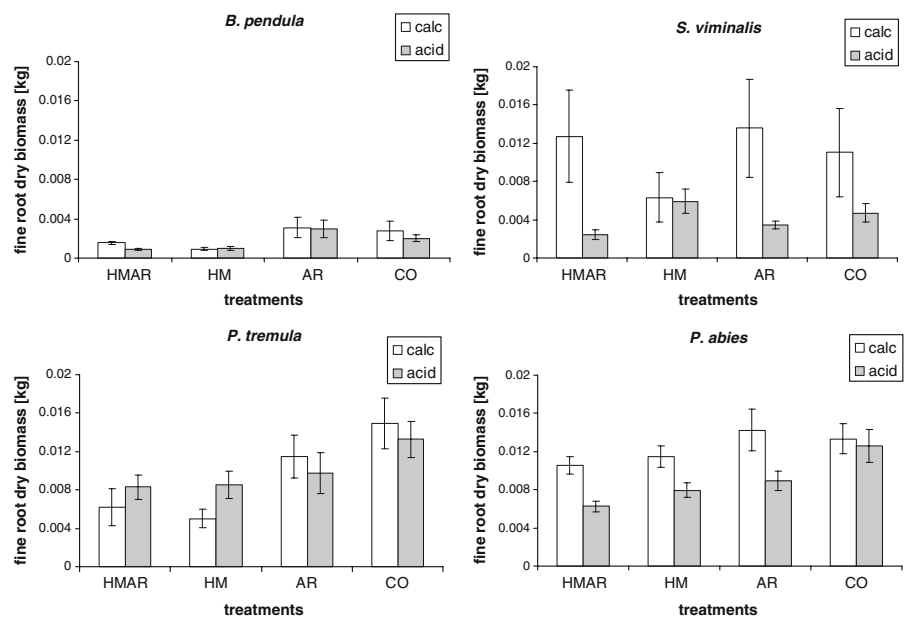 B. pendula
calc
acid
fine root dry biomass [kg]
0.02
0.016
0.012
0.008
0.004
0
HMAR HM AR CO
treatments
S. viminalis
calc
acid
fine root dry biomass [kg]
0.02
0.016
0.012
0.008
0.004
0
HMAR HM AR CO
treatments
P. tremula
calc
acid
fine root dry biomass [kg]
0.02
0.016
0.012
0.008
0.004
0
HMAR HM AR CO
treatments
P. abies
calc
acid
fine root dry biomass [kg]
0.02
0.016
0.012
0.008
0.004
0
HMAR HM AR CO
treatments